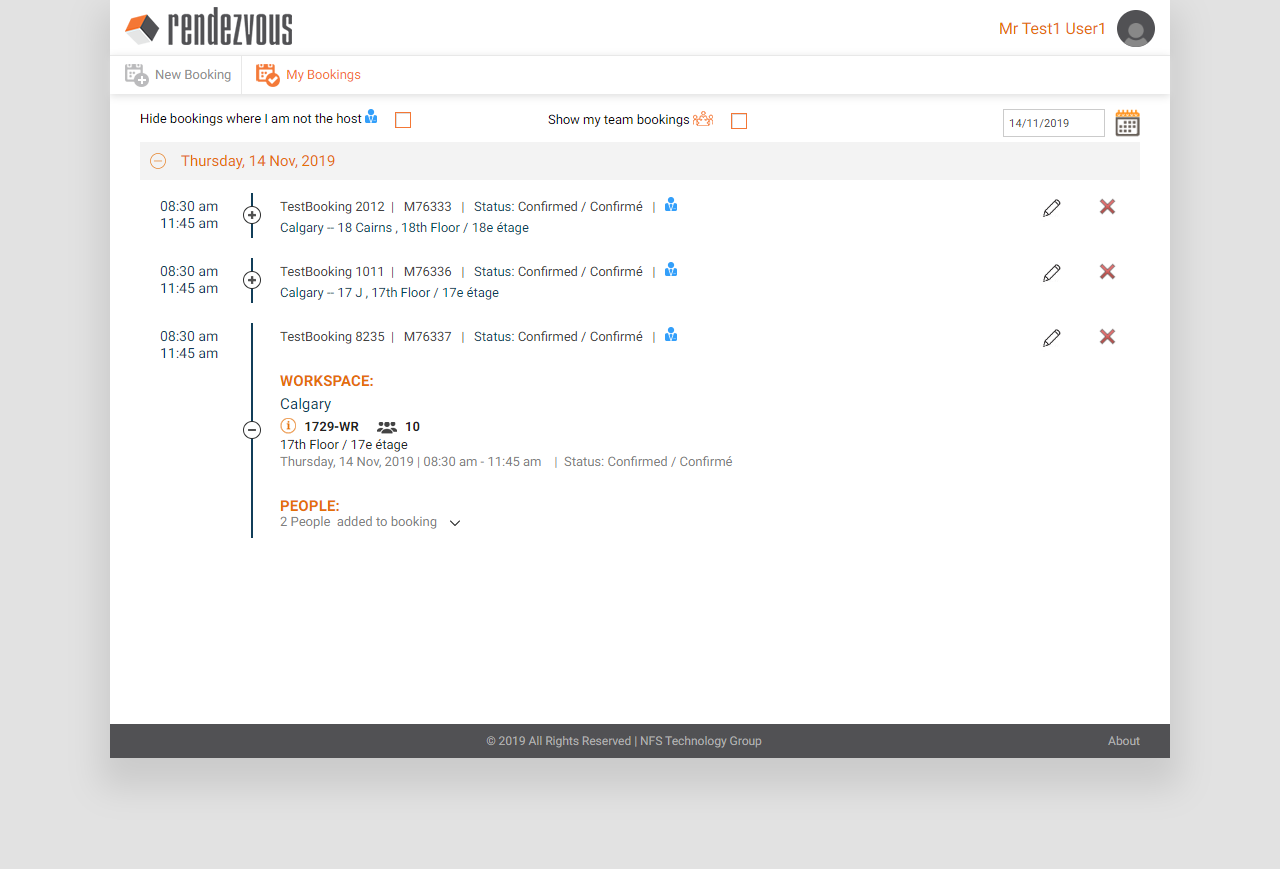 rendezvous
Mr Test1 User1
New Booking
My Bookings
Hide bookings where I am not the host
Show my team bookings
14/11/2019
Thursday, 14 Nov, 2019
08:30 am
11:45 am
TestBooking 2012 | M76333 | Status: Confirmed / Confirmé |
Calgary -- 18 Cairns , 18th Floor / 18e étage
08:30 am
11:45 am
TestBooking 1011 | M76336 | Status: Confirmed / Confirmé |
Calgary -- 17 J , 17th Floor / 17e étage
08:30 am
11:45 am
TestBooking 8235 | M76337 | Status: Confirmed / Confirmé |
WORKSPACE:
Calgary
1729-WR 10
17th Floor / 17e étage
Thursday, 14 Nov, 2019 | 08:30 am - 11:45 am | Status: Confirmed / Confirmé
PEOPLE:
2 People added to booking
© 2019 All Rights Reserved | NFS Technology Group
About